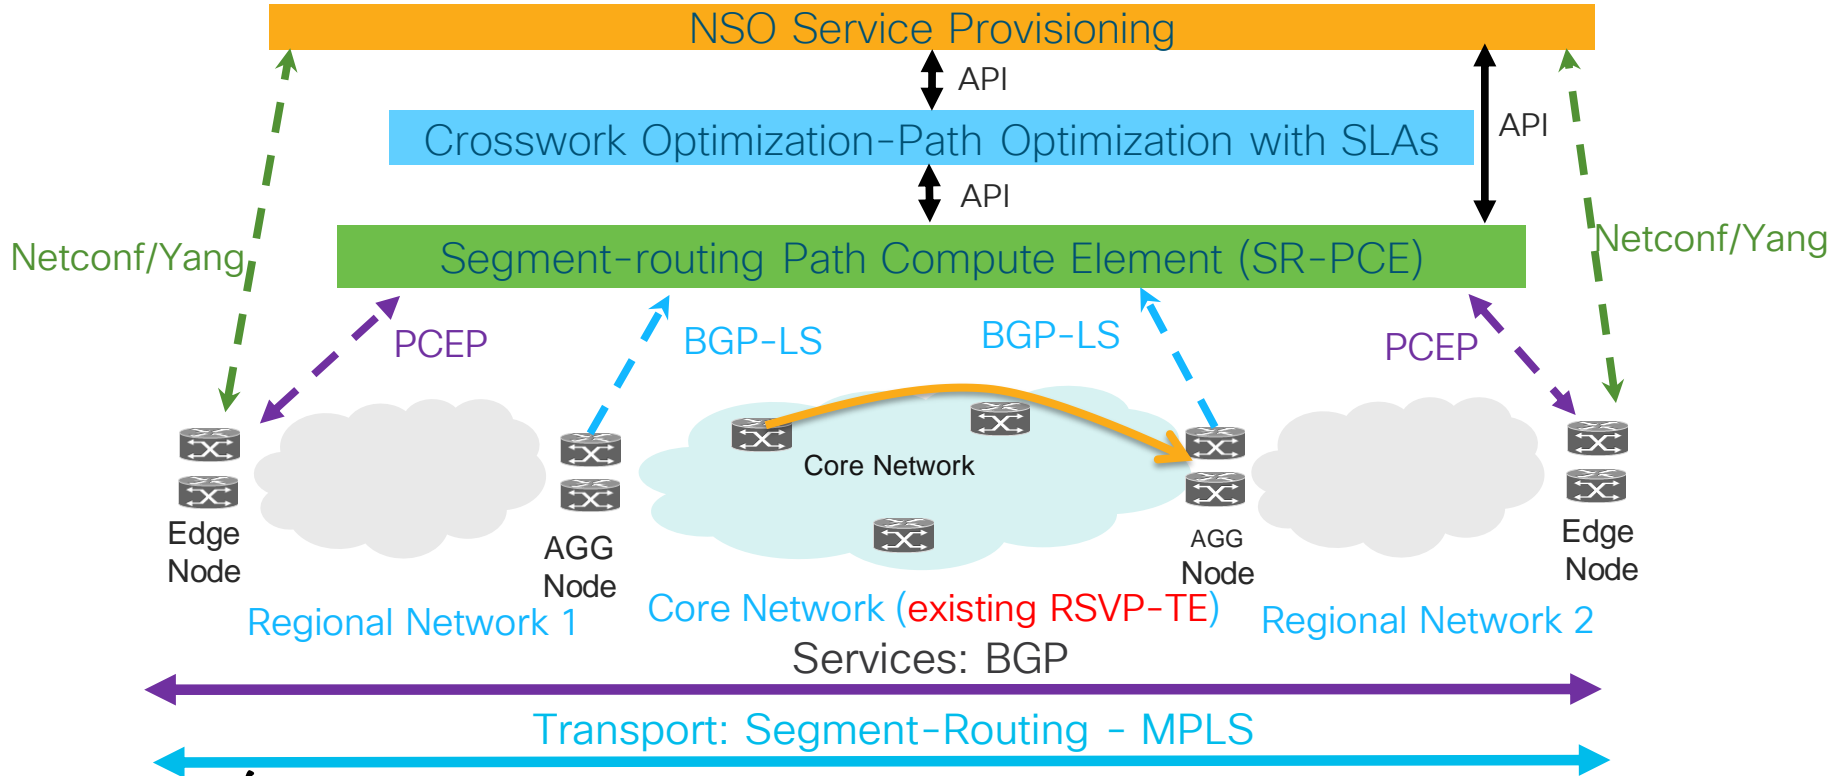 NSO Service Provisioning
API
API
Crosswork Optimization-Path Optimization with SLAs
API
Netconf/Yang
Netconf/Yang
Segment-routing Path Compute Element (SR-PCE)
PCEP
BGP-LS
BGP-LS
PCEP
Core Network
Edge
Node
AGG
Node
AGG
Node
Edge
Node
Regional Network 1
Core Network (existing RSVP-TE)
Regional Network 2
Services: BGP
Transport: Segment-Routing - MPLS